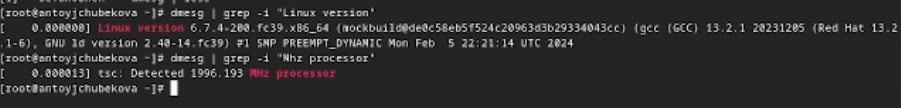 [root@antoyjchubekova ~]# dmesg | grep -i "Linux version"
[    0.000000] Linux version 6.7.4-200.fc39.x86_64 (mockbuild@de0c58eb5f524c20963d3b29334043cc) (gcc (GCC) 13.2.1 20231205 (Red Hat 13.2
.1-6), GNU ld version 2.40-14.fc39) #1 SMP PREEMPT_DYNAMIC Mon Feb  5 22:21:14 UTC 2024
[root@antoyjchubekova ~]# dmesg | grep -i "Mhz processor"
[    0.000013] tsc: Detected 1996.193 MHz processor
[root@antoyjchubekova ~]#